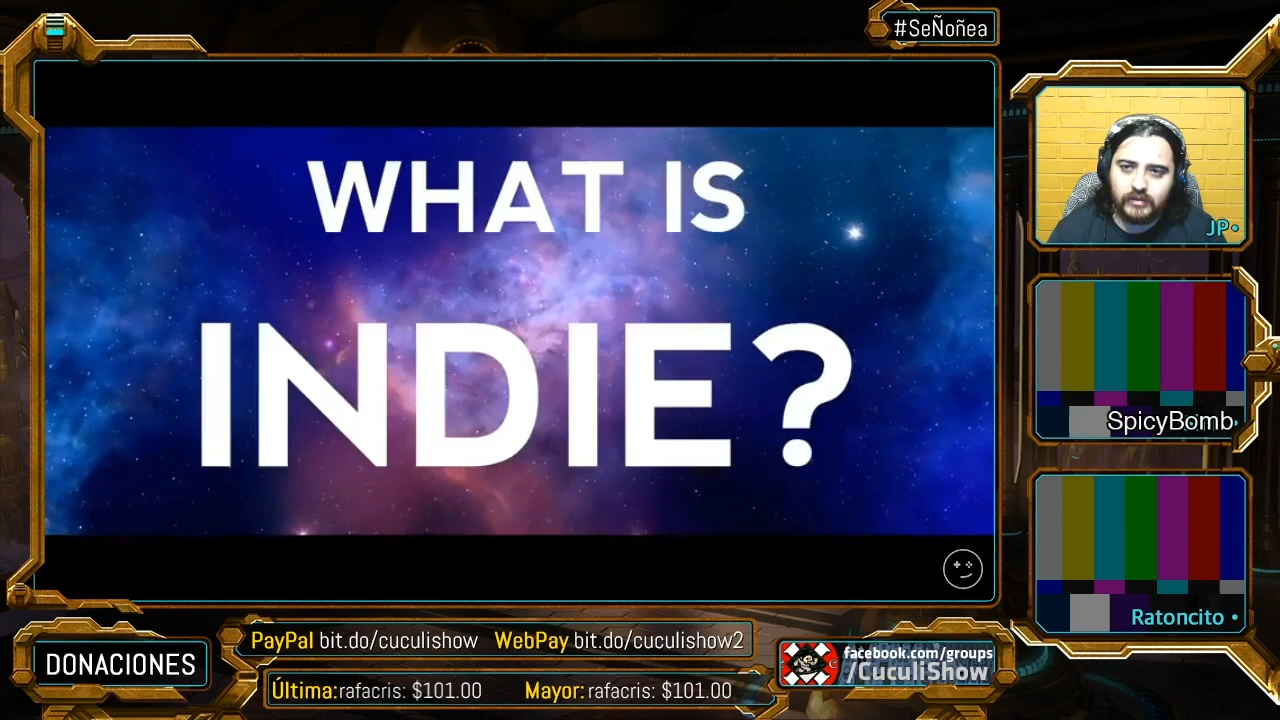 #SeÑoñea
WHAT IS
INDIE?
JP•
SpicyBomb•
Ratoncito •
DONACIONES
PayPal bit.do/cuculishow WebPay bit.do/cuculishow2
Última: rafacris: $101.00 Mayor: rafacris: $101.00
facebook.com/groups
/CuculiShow